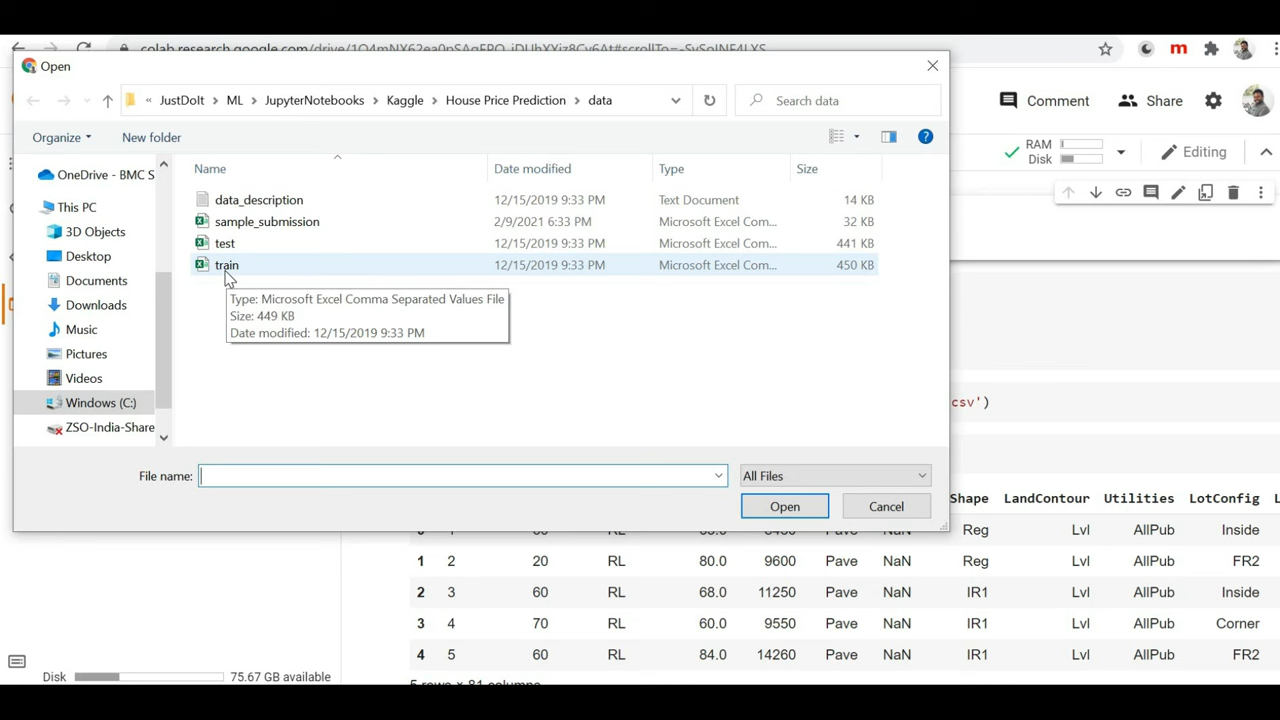 colab.research.google.com/drive/
Open
« JustDoIt › ML › JupyterNotebooks › Kaggle › House Price Prediction › data
Search data
Comment
Share
Organize
New folder
RAM
Disk
Editing
OneDrive - BMC S
This PC
3D Objects
Desktop
Documents
Downloads
Music
Pictures
Videos
Windows (C:)
ZSO-India-Share
Name Date modified Type Size
data_description 12/15/2019 9:33 PM Text Document 14 KB
sample_submission 2/9/2021 6:33 PM Microsoft Excel Com... 32 KB
test 12/15/2019 9:33 PM Microsoft Excel Com... 441 KB
train 12/15/2019 9:33 PM Microsoft Excel Com... 450 KB
Type: Microsoft Excel Comma Separated Values File
Size: 449 KB
Date modified: 12/15/2019 9:33 PM
csv')
File name:
All Files
Open Cancel
Shape LandContour Utilities LotConfig
Reg Lvl AllPub Inside
1 2 20 RL 80.0 9600 Pave NaN Reg Lvl AllPub FR2
2 3 60 RL 68.0 11250 Pave NaN IR1 Lvl AllPub Inside
3 4 70 RL 60.0 9550 Pave NaN IR1 Lvl AllPub Corner
4 5 60 RL 84.0 14260 Pave NaN IR1 Lvl AllPub FR2
5 rows x 81 columns
Disk 75.67 GB available